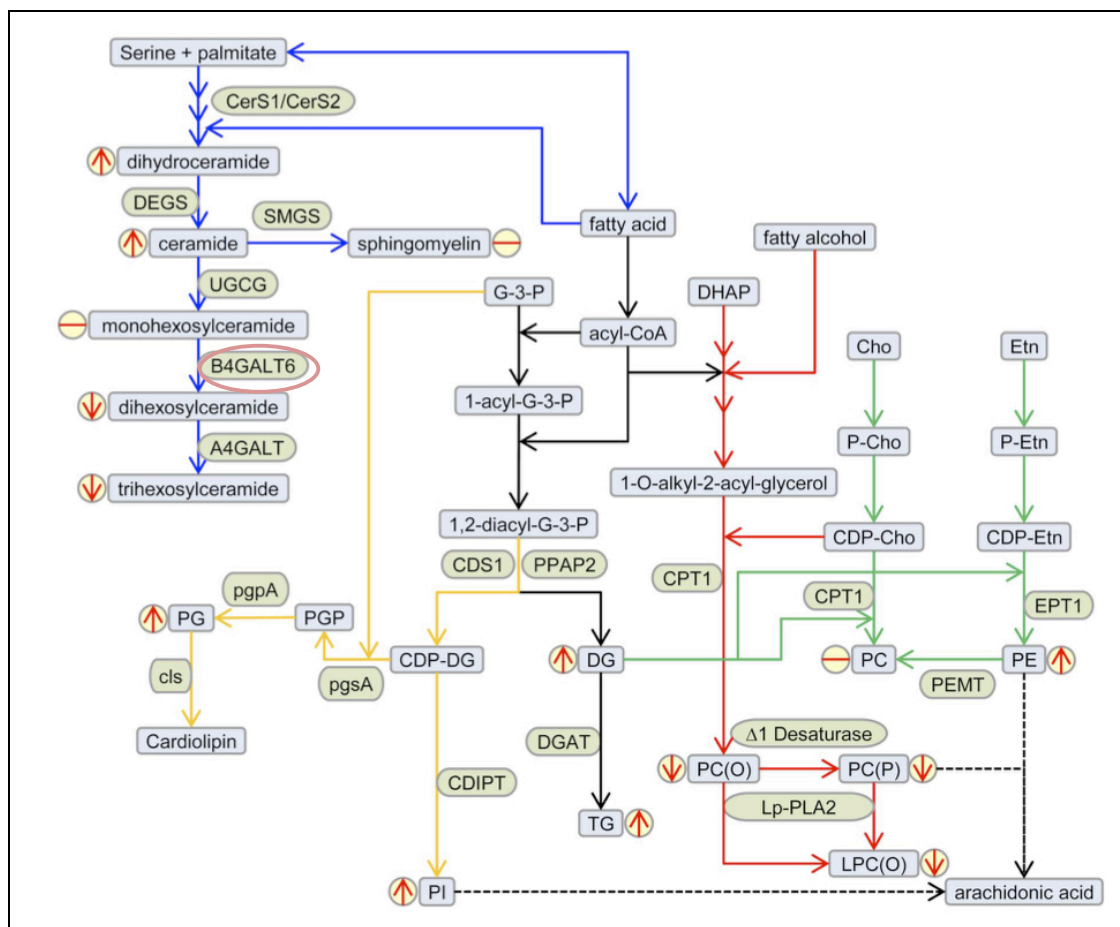 Serine + palmitate
CerS1/CerS2
dihydroceramide
DEGS
SMGS
ceramide
sphingomyelin
fatty acid
fatty alcohol
UGCG
G-3-P
DHAP
monohexosylceramide
acyl-CoA
Cho
Etn
B4GALT6
dihexosylceramide
1-acyl-G-3-P
A4GALT
P-Cho
P-Etn
trihexosylceramide
1-O-alkyl-2-acyl-glycerol
1,2-diacyl-G-3-P
CDP-Cho
CDP-Etn
CDS1
PPAP2
CPT1
pgpA
CPT1
EPT1
PG
PGP
CDP-DG
DG
PC
PE
cls
pgsA
PEMT
Cardiolipin
DGAT
Δ1 Desaturase
CDIPT
PC(O)
PC(P)
TG
Lp-PLA2
LPC(O)
PI
arachidonic acid